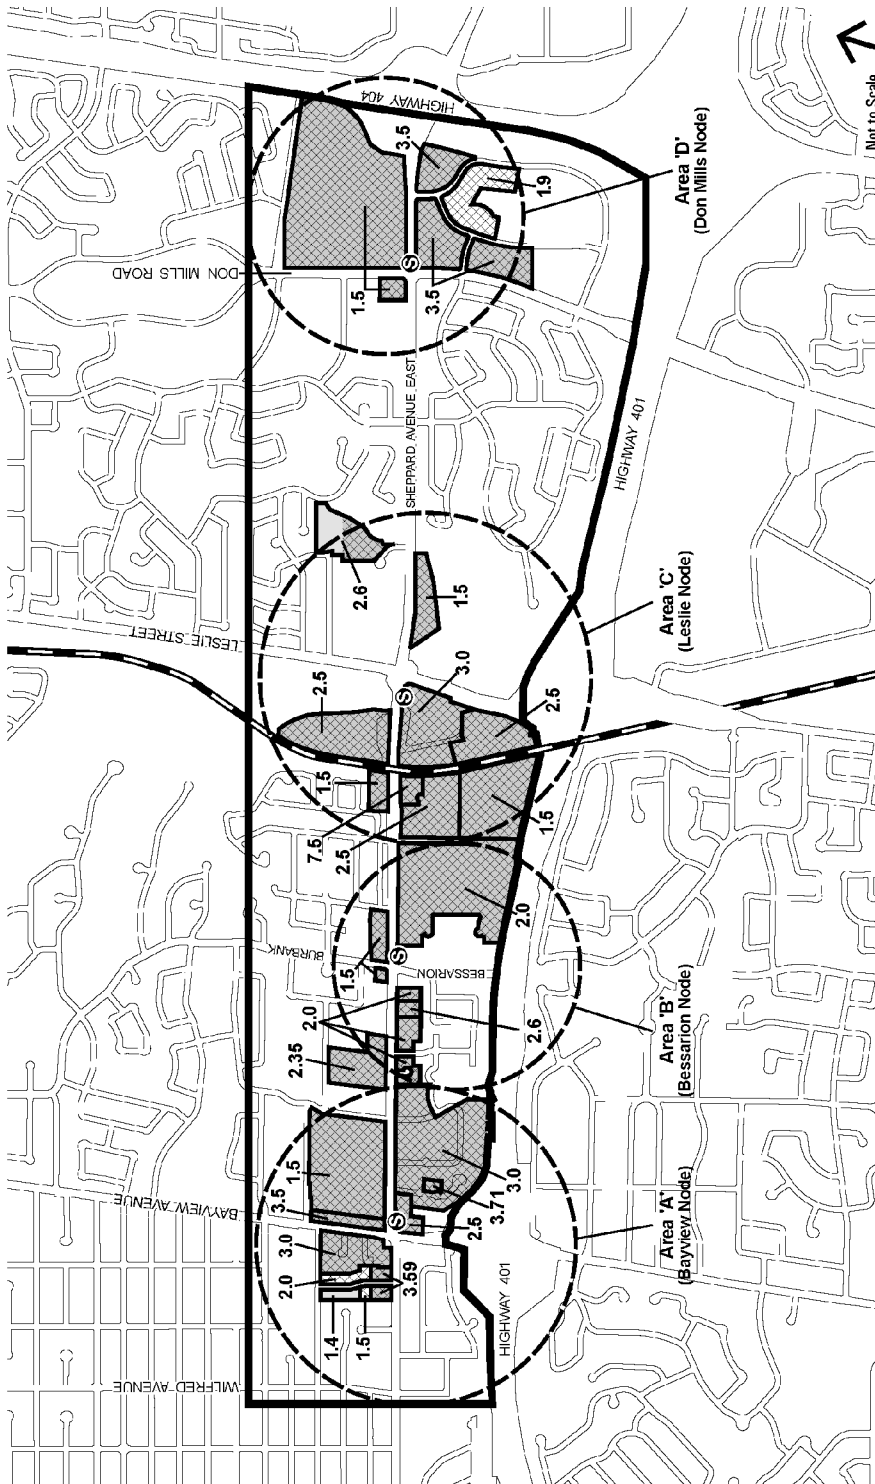 HIGHWAY 404
Not to Scale
3.5
Area 'D'
(Don Mills Node)
1.9
DON MILLS ROAD
S
1.5
3.5
SHEPPARD AVENUE EAST
HIGHWAY 401
2.6
1.5
LESLIE STREET
Area 'C'
(Leslie Node)
3.0
2.5
S
2.5
1.5
7.5
2.5
1.5
2.0
BURBANK
S
BESSARION
1.5
2.0
2.6
2.35
Area 'B'
(Bessarion Node)
1.5
BAYVIEW AVENUE
3.5
3.0
3.71
S
2.5
3.0
2.0
3.59
Area 'A'
(Bayview Node)
1.4
1.5
HIGHWAY 401
WILFRED AVENUE